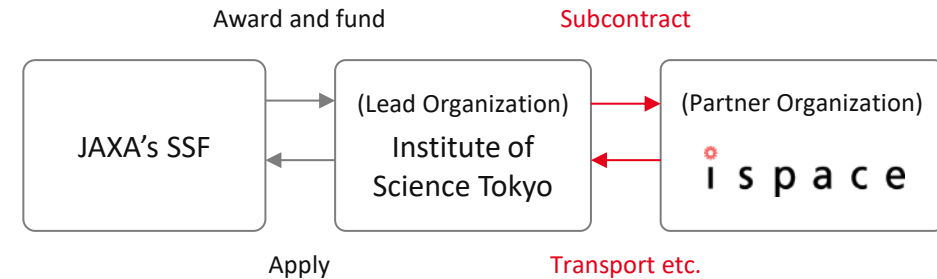 Award and fund
Subcontract
JAXA's SSF
(Lead Organization)
Institute of
Science Tokyo
(Partner Organization)
ispace
Apply
Transport etc.